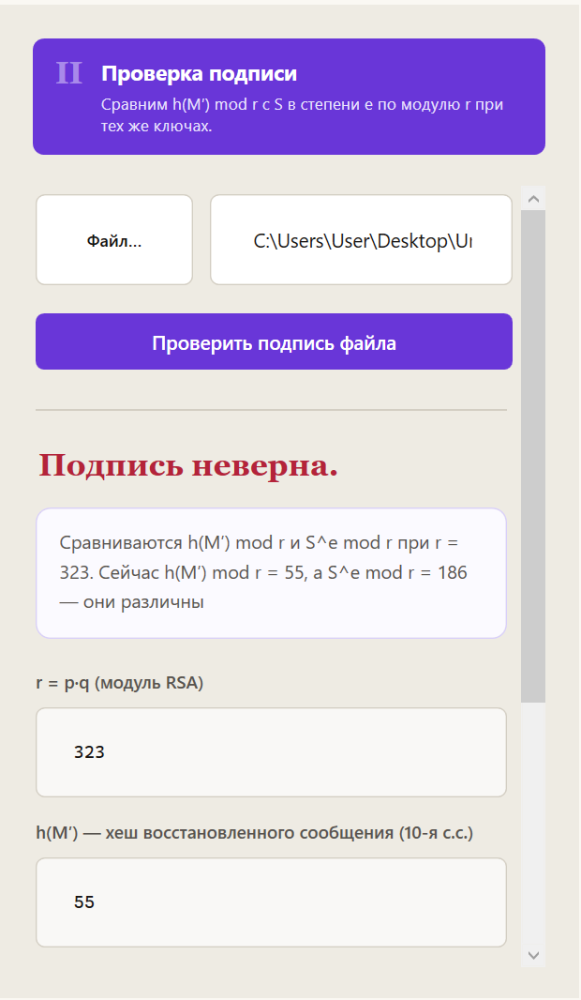 II
Проверка подписи
Сравним h(M′) mod r с S в степени e по модулю r при
тех же ключах.
Файл...
C:\Users\User\Desktop\
Проверить подпись файла
Подпись неверна.
Сравниваются h(M′) mod r и S^e mod r при r =
323. Сейчас h(M′) mod r = 55, а S^e mod r = 186
— они различны
r = p·q (модуль RSA)
323
h(M′) — хеш восстановленного сообщения (10-я с.с.)
55